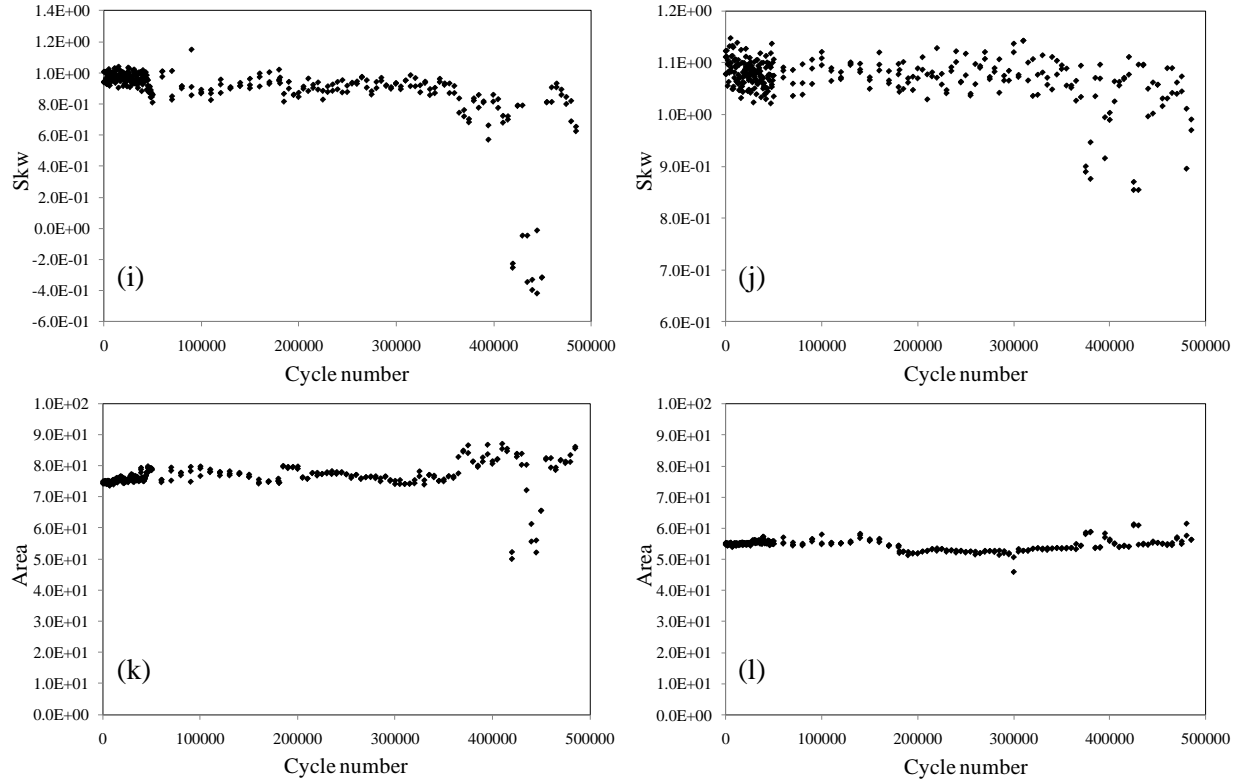 1.4E+00
1.2E+00
1.0E+00
8.0E-01
6.0E-01
4.0E-01
2.0E-01
0.0E+00
-2.0E-01
-4.0E-01
-6.0E-01
Skw
(i)
0 100000 200000 300000 400000 500000
Cycle number
1.2E+00
1.1E+00
1.0E+00
9.0E-01
8.0E-01
7.0E-01
6.0E-01
Skw
(j)
0 100000 200000 300000 400000 500000
Cycle number
1.0E+02
9.0E+01
8.0E+01
7.0E+01
6.0E+01
5.0E+01
4.0E+01
3.0E+01
2.0E+01
1.0E+01
0.0E+00
Area
(k)
0 100000 200000 300000 400000 500000
Cycle number
1.0E+02
9.0E+01
8.0E+01
7.0E+01
6.0E+01
5.0E+01
4.0E+01
3.0E+01
2.0E+01
1.0E+01
0.0E+00
Area
(l)
0 100000 200000 300000 400000 500000
Cycle number